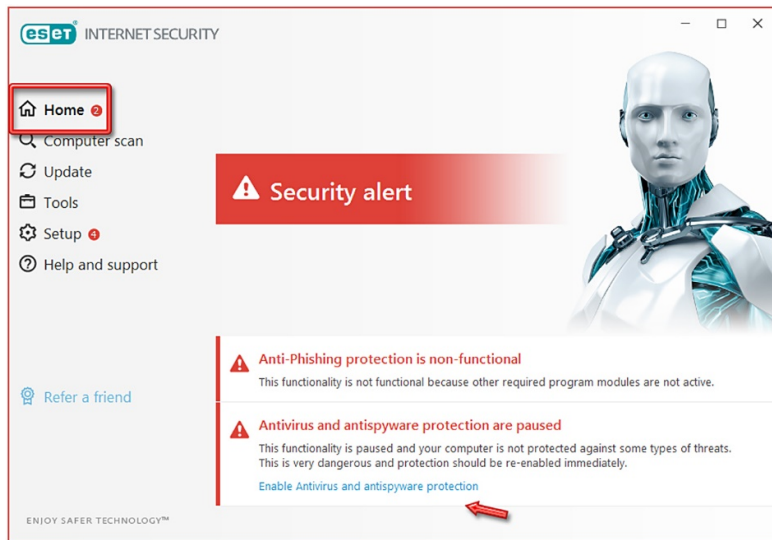 eseT® INTERNET SECURITY
Home 2
Computer scan
Update
Tools
Setup 4
Help and support
Refer a friend
ENJOY SAFER TECHNOLOGY™
Security alert
Anti-Phishing protection is non-functional
This functionality is not functional because other required program modules are not active.
Antivirus and antispyware protection are paused
This functionality is paused and your computer is not protected against some types of threats.
This is very dangerous and protection should be re-enabled immediately.
Enable Antivirus and antispyware protection